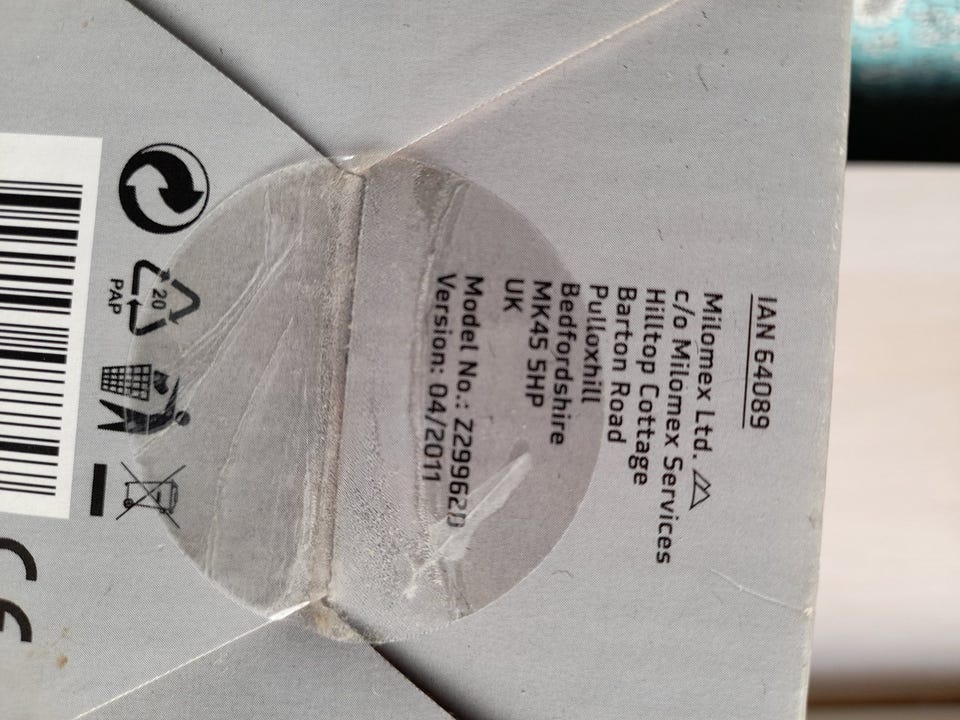 IAN 64089
Milomex Ltd.
c/o Milomex Services
Hilltop Cottage
Barton Road
Pulloxhill
Bedfordshire
MK45 5HP
UK
Model No.: Z29962D
Version: 04/2011
20
PAP
CE